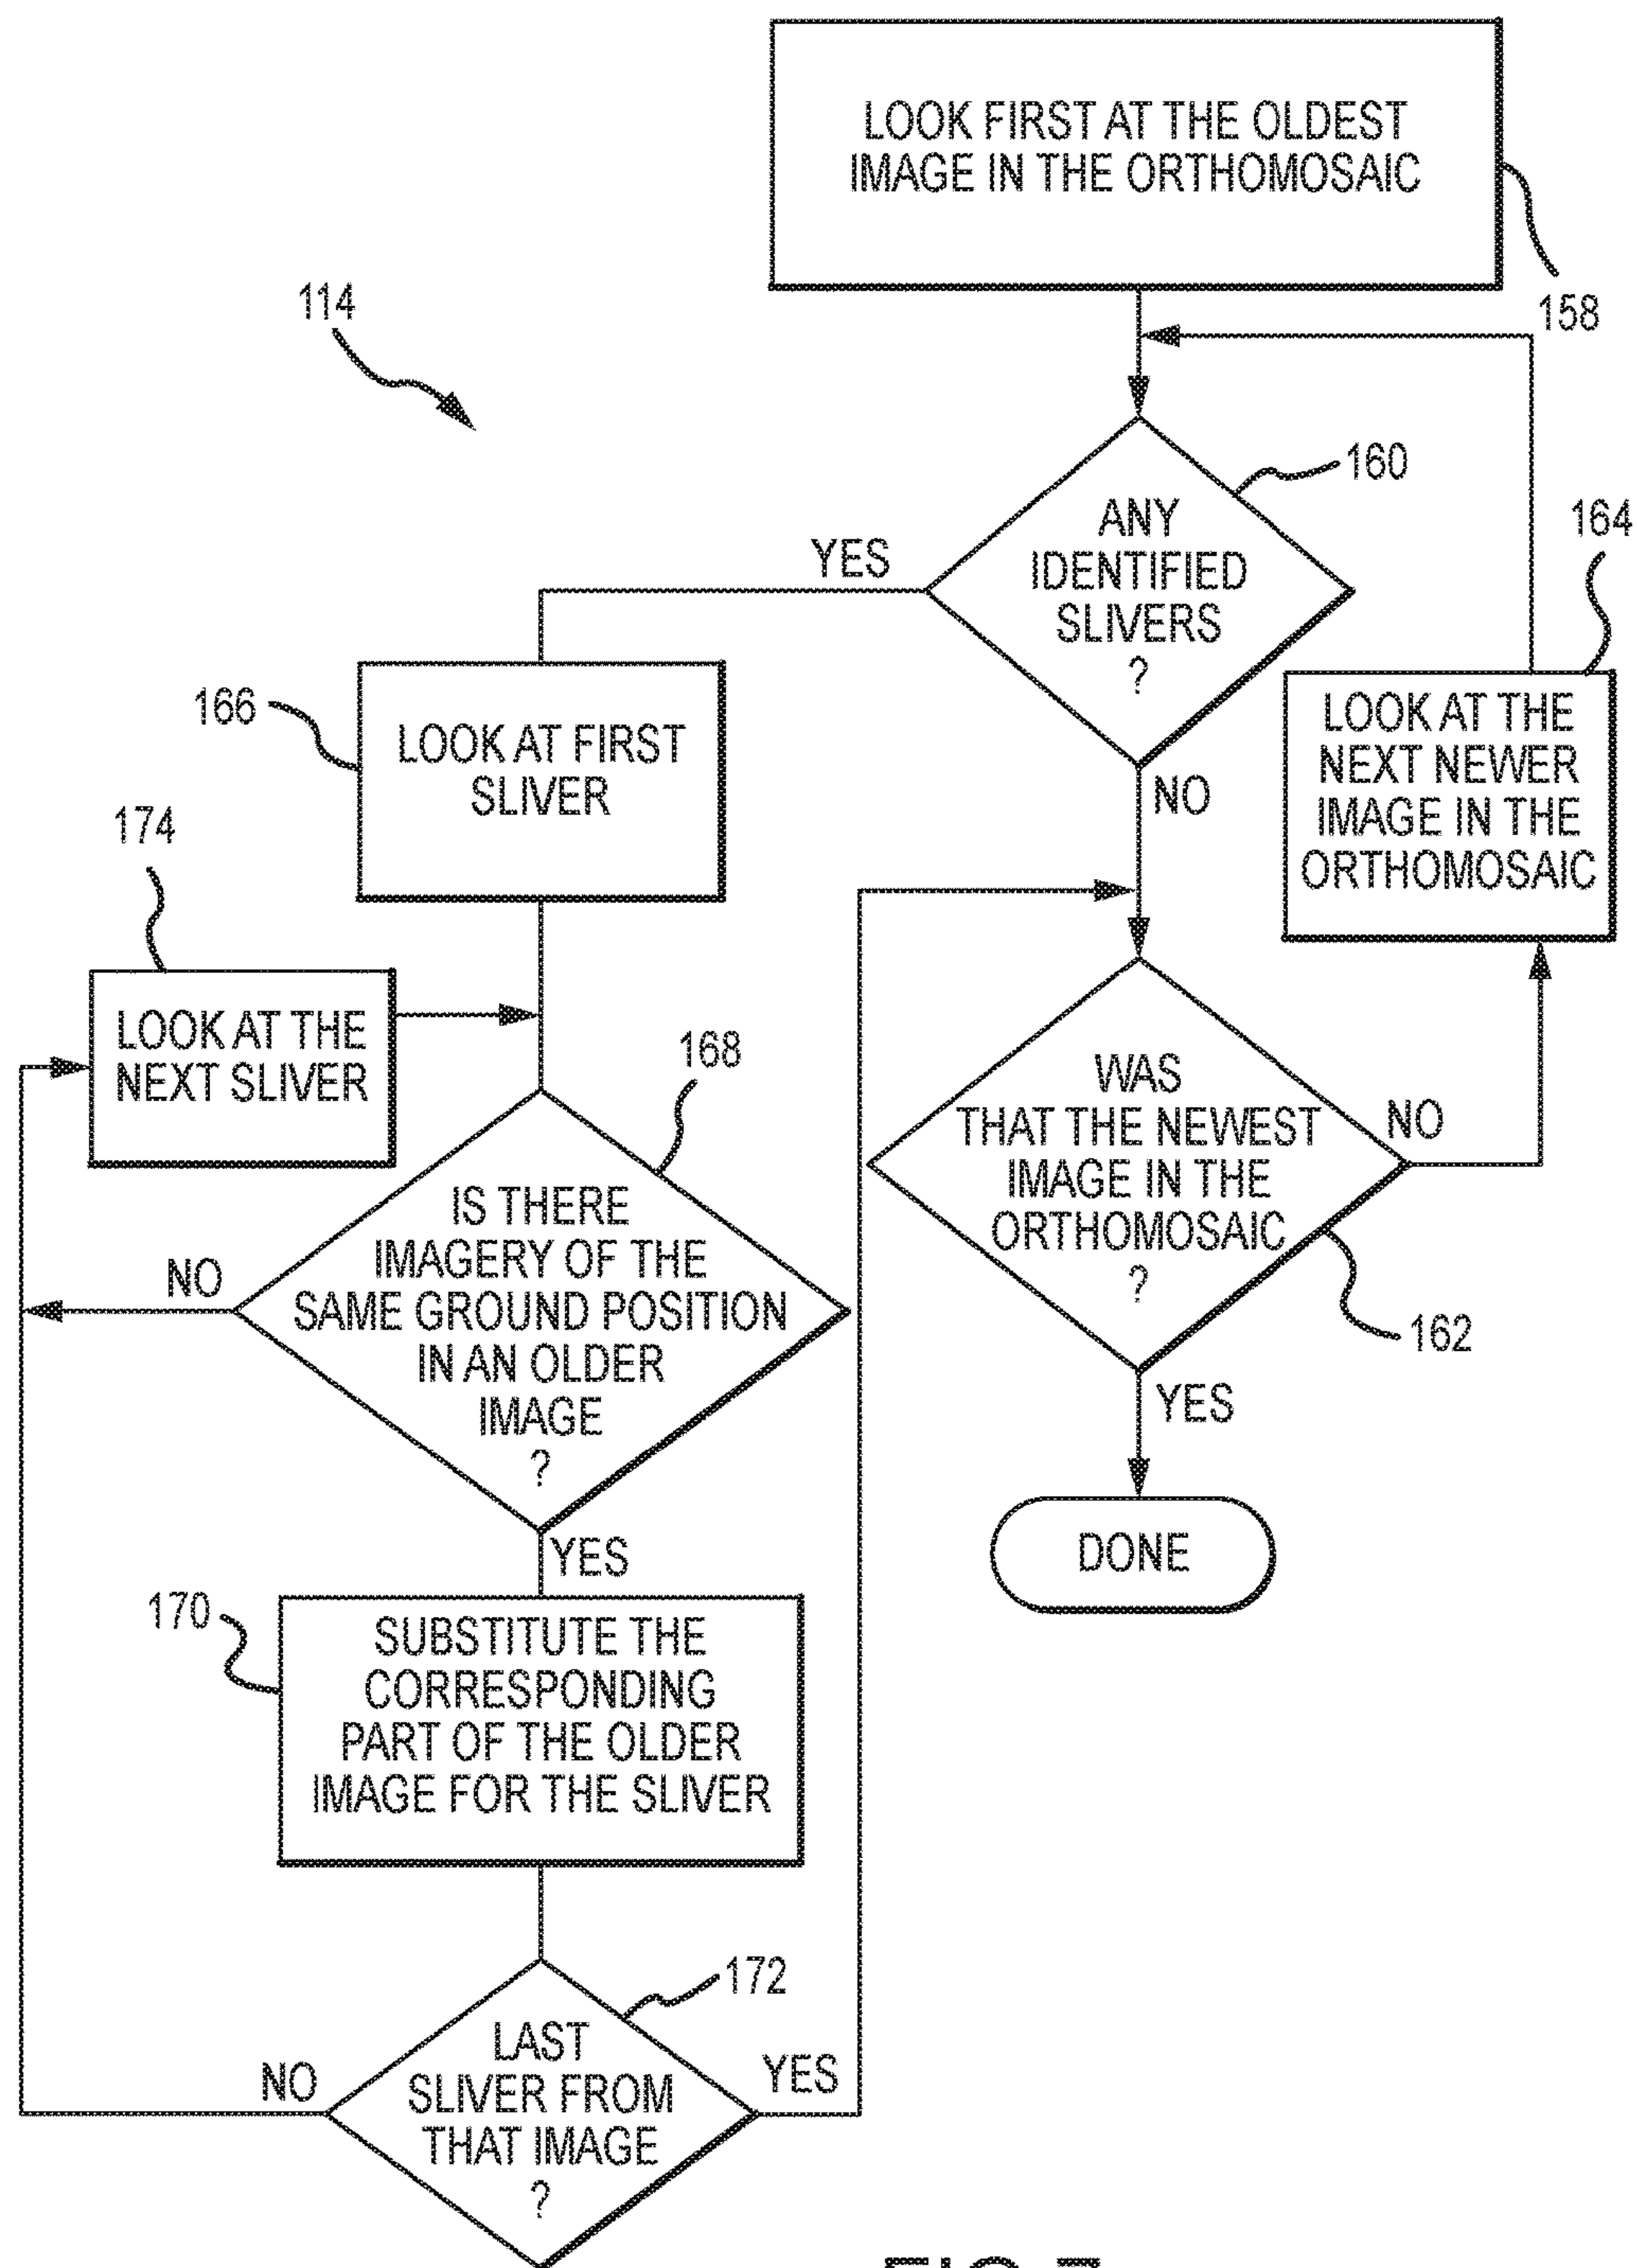 LOOK FIRST AT THE OLDEST
IMAGE IN THE ORTHOMOSAIC
158
114
160
ANY
IDENTIFIED
SLIVERS
?
YES
NO
164
LOOK AT THE
NEXT NEWER
IMAGE IN THE
ORTHOMOSAIC
166
LOOK AT FIRST
SLIVER
174
LOOK AT THE
NEXT SLIVER
168
IS THERE
IMAGERY OF THE
SAME GROUND POSITION
IN AN OLDER
IMAGE
?
NO
YES
WAS
THAT THE NEWEST
IMAGE IN THE
ORTHOMOSAIC
?
NO
162
YES
DONE
170
SUBSTITUTE THE
CORRESPONDING
PART OF THE OLDER
IMAGE FOR THE SLIVER
172
LAST
SLIVER FROM
THAT IMAGE
?
NO
YES